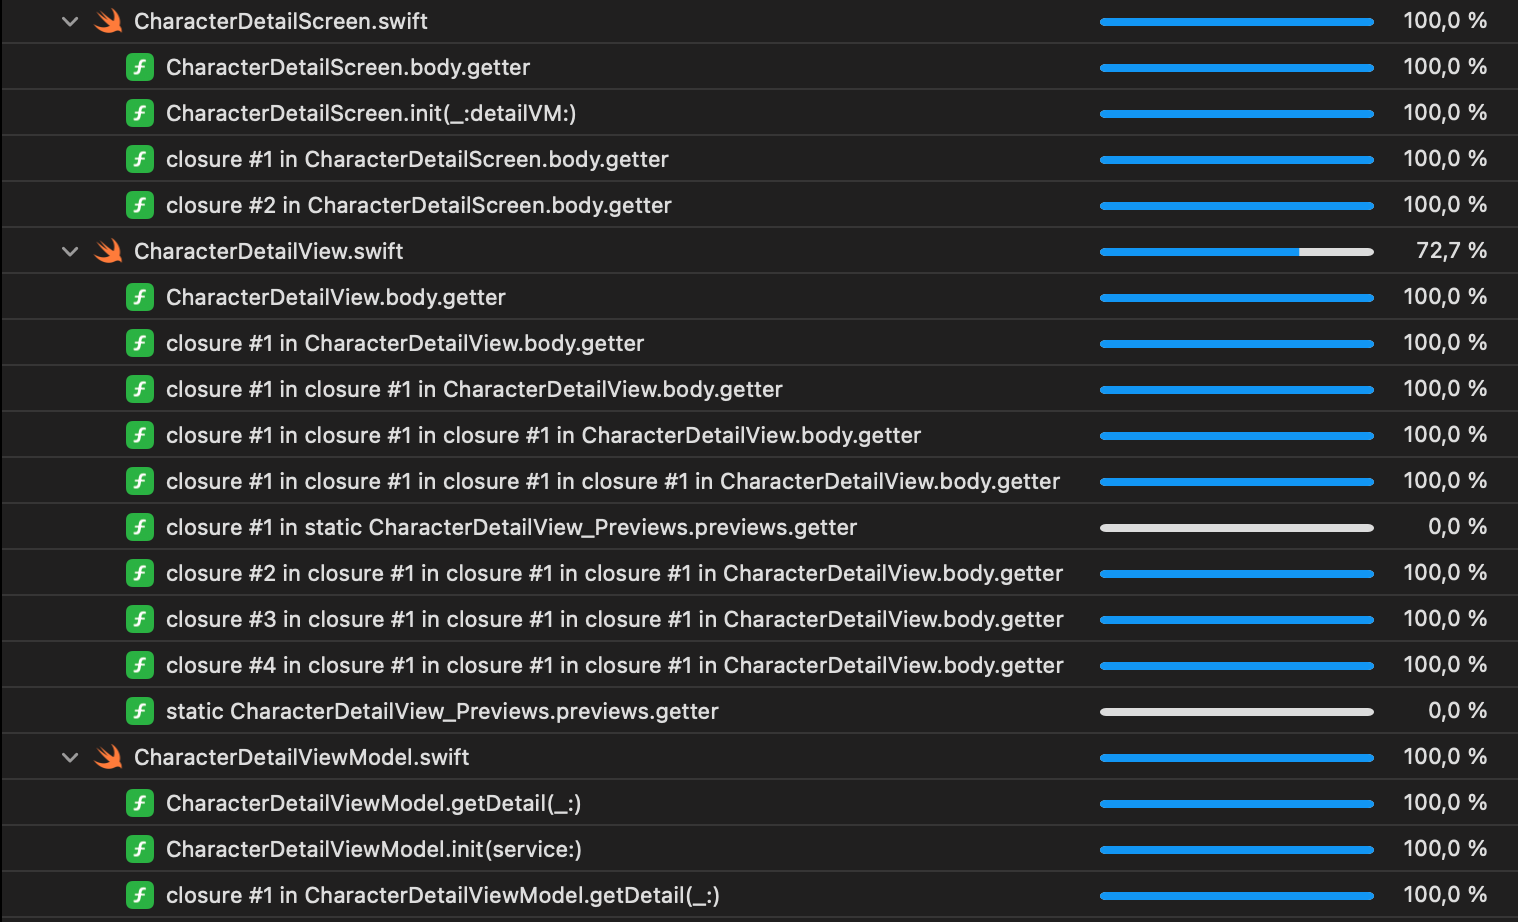 CharacterDetailScreen.swift 100,0 %
CharacterDetailScreen.body.getter 100,0 %
CharacterDetailScreen.init(_:detailVM:) 100,0 %
closure #1 in CharacterDetailScreen.body.getter 100,0 %
closure #2 in CharacterDetailScreen.body.getter 100,0 %
CharacterDetailView.swift 72,7 %
CharacterDetailView.body.getter 100,0 %
closure #1 in CharacterDetailView.body.getter 100,0 %
closure #1 in closure #1 in CharacterDetailView.body.getter 100,0 %
closure #1 in closure #1 in closure #1 in CharacterDetailView.body.getter 100,0 %
closure #1 in closure #1 in closure #1 in closure #1 in CharacterDetailView.body.getter 100,0 %
closure #1 in static CharacterDetailView_Previews.previews.getter 0,0 %
closure #2 in closure #1 in closure #1 in closure #1 in CharacterDetailView.body.getter 100,0 %
closure #3 in closure #1 in closure #1 in closure #1 in CharacterDetailView.body.getter 100,0 %
closure #4 in closure #1 in closure #1 in closure #1 in CharacterDetailView.body.getter 100,0 %
static CharacterDetailView_Previews.previews.getter 0,0 %
CharacterDetailViewModel.swift 100,0 %
CharacterDetailViewModel.getDetail(_:) 100,0 %
CharacterDetailViewModel.init(service:) 100,0 %
closure #1 in CharacterDetailViewModel.getDetail(_:) 100,0 %